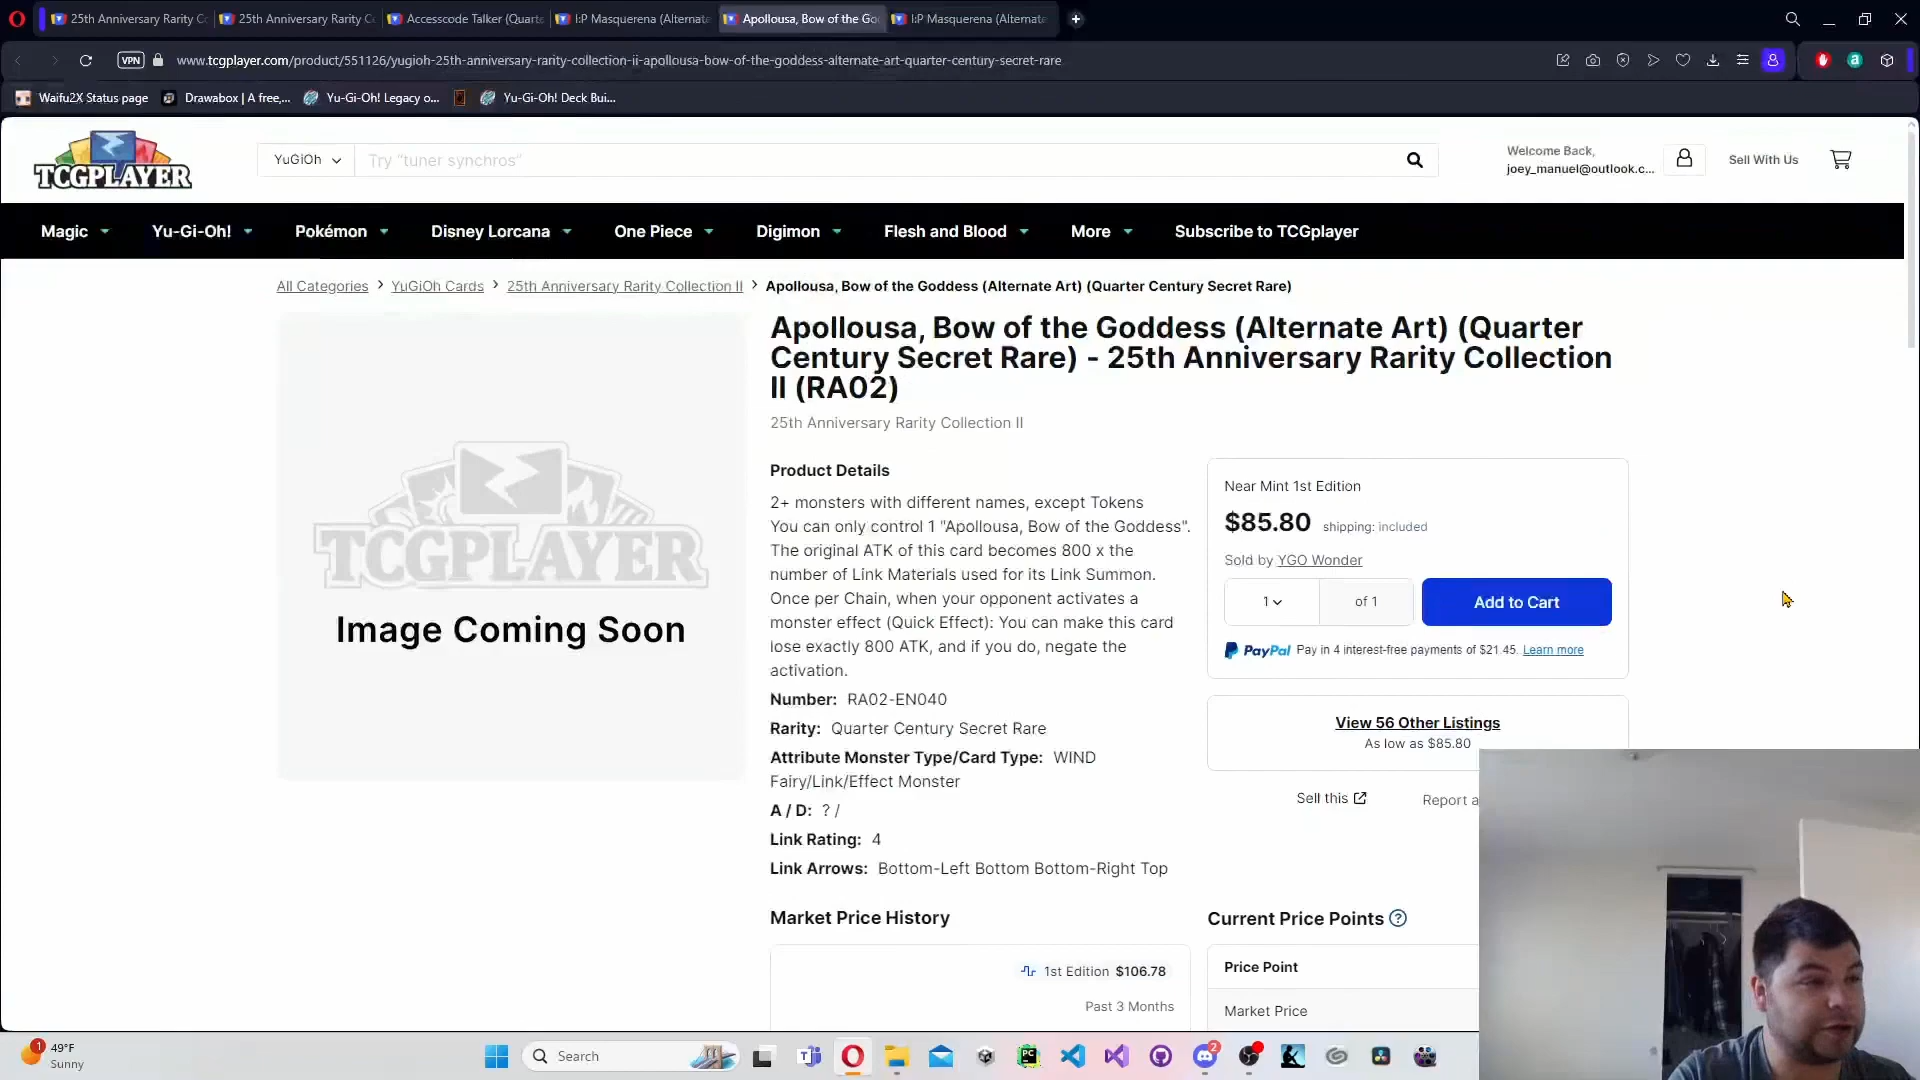 25th Anniversary Rarity Cc
25th Anniversary Rarity C
Accesscode Talker (Quarte
I:P Masquerena (Alternate
Apollousa, Bow of the Go
I:P Masquerena (Alternate
VPN
www.tcgplayer.com/product/551126/yugioh-25th-anniversary-rarity-collection-ii-apollousa-bow-of-the-goddess-alternate-art-quarter-century-secret-rare
Waifu2X Status page
Drawabox | A free,...
Yu-Gi-Oh! Legacy o...
Yu-Gi-Oh! Deck Bui...
TCGPLAYER
YuGiOh
Try "tuner synchros"
Welcome Back,
joey_manuel@outlook.c...
Sell With Us
Magic
Yu-Gi-Oh!
Pokémon
Disney Lorcana
One Piece
Digimon
Flesh and Blood
More
Subscribe to TCGplayer
All Categories > YuGiOh Cards > 25th Anniversary Rarity Collection II > Apollousa, Bow of the Goddess (Alternate Art) (Quarter Century Secret Rare)
TCGPLAYER
Image Coming Soon
Apollousa, Bow of the Goddess (Alternate Art) (Quarter
Century Secret Rare) - 25th Anniversary Rarity Collection
II (RA02)
25th Anniversary Rarity Collection II
Product Details
2+ monsters with different names, except Tokens
You can only control 1 "Apollousa, Bow of the Goddess".
The original ATK of this card becomes 800 x the
number of Link Materials used for its Link Summon.
Once per Chain, when your opponent activates a
monster effect (Quick Effect): You can make this card
lose exactly 800 ATK, and if you do, negate the
activation.
Number: RA02-EN040
Rarity: Quarter Century Secret Rare
Attribute Monster Type/Card Type: WIND
Fairy/Link/Effect Monster
A / D: ? /
Link Rating: 4
Link Arrows: Bottom-Left Bottom Bottom-Right Top
Near Mint 1st Edition
$85.80 shipping: included
Sold by YGO Wonder
1
of 1
Add to Cart
PayPal Pay in 4 interest-free payments of $21.45. Learn more
View 56 Other Listings
As low as $85.80
Sell this
Report a
Market Price History
1st Edition $106.78
Past 3 Months
Current Price Points ?
Price Point
Market Price
1
49°F
Sunny
Search
2